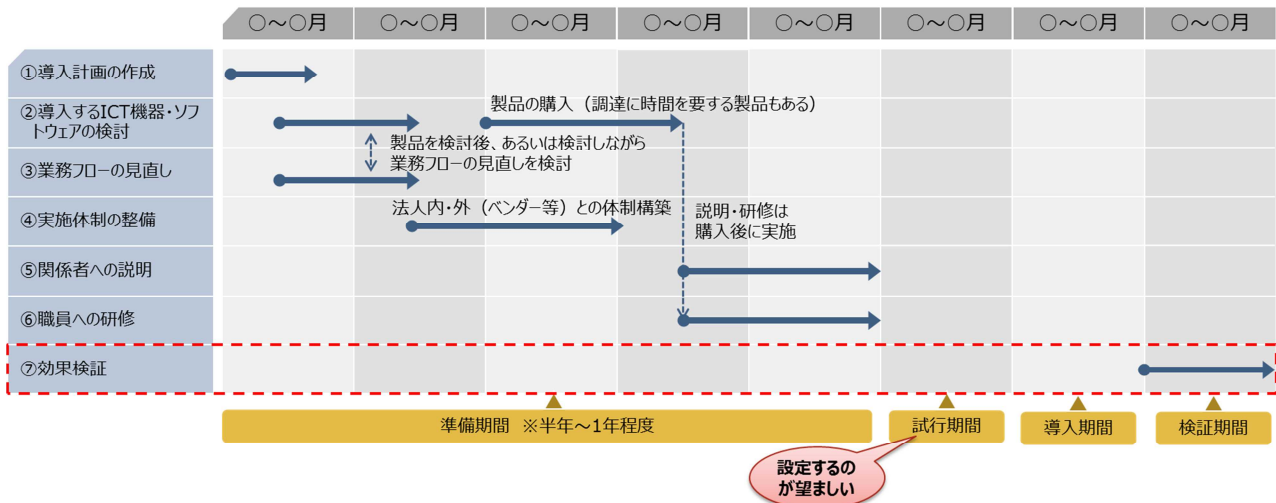 ○～○月 ○～○月 ○～○月 ○～○月 ○～○月 ○～○月 ○～○月 ○～○月
①導入計画の作成
②導入するICT機器・ソフ
トウェアの検討
製品の購入（調達に時間を要する製品もある）
製品を検討後、あるいは検討しながら
業務フローの見直しを検討
③業務フローの見直し
④実施体制の整備
法人内・外（ベンダー等）との体制構築
説明・研修は
購入後に実施
⑤関係者への説明
⑥職員への研修
⑦効果検証
準備期間 ※半年～1年程度
試行期間
導入期間
検証期間
設定するの
が望ましい